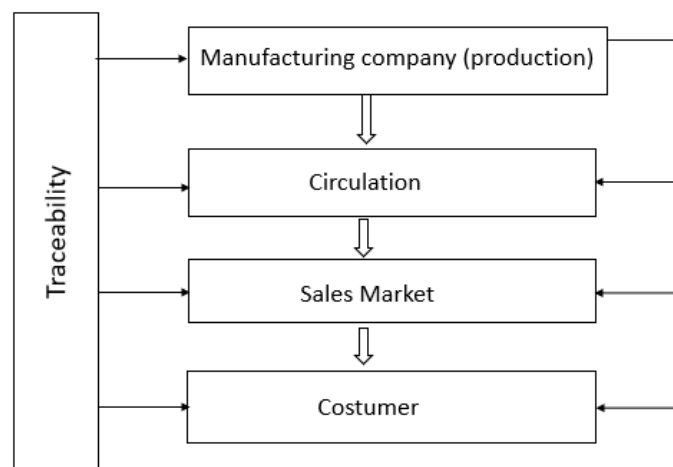 Traceability
Manufacturing company (production)
Circulation
Sales Market
Costumer